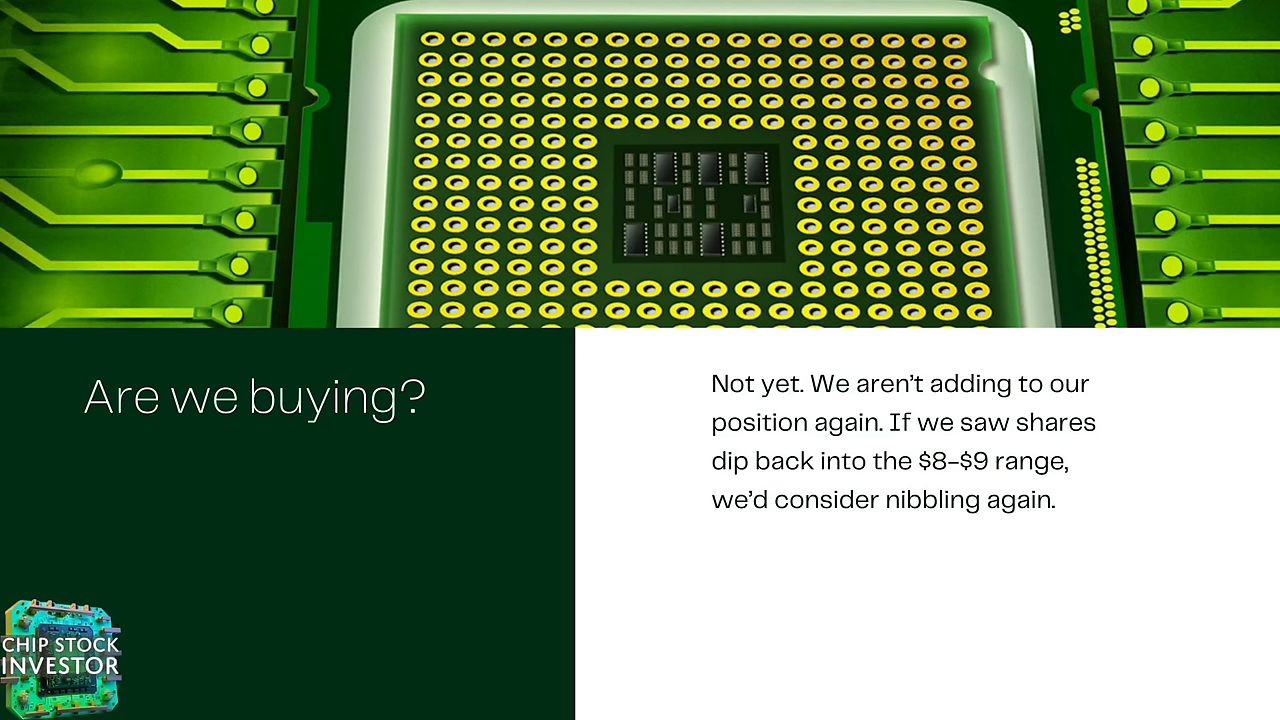 Are we buying?
Not yet. We aren’t adding to our
position again. If we saw shares
dip back into the $8–$9 range,
we’d consider nibbling again.
CHIP STOCK
INVESTOR